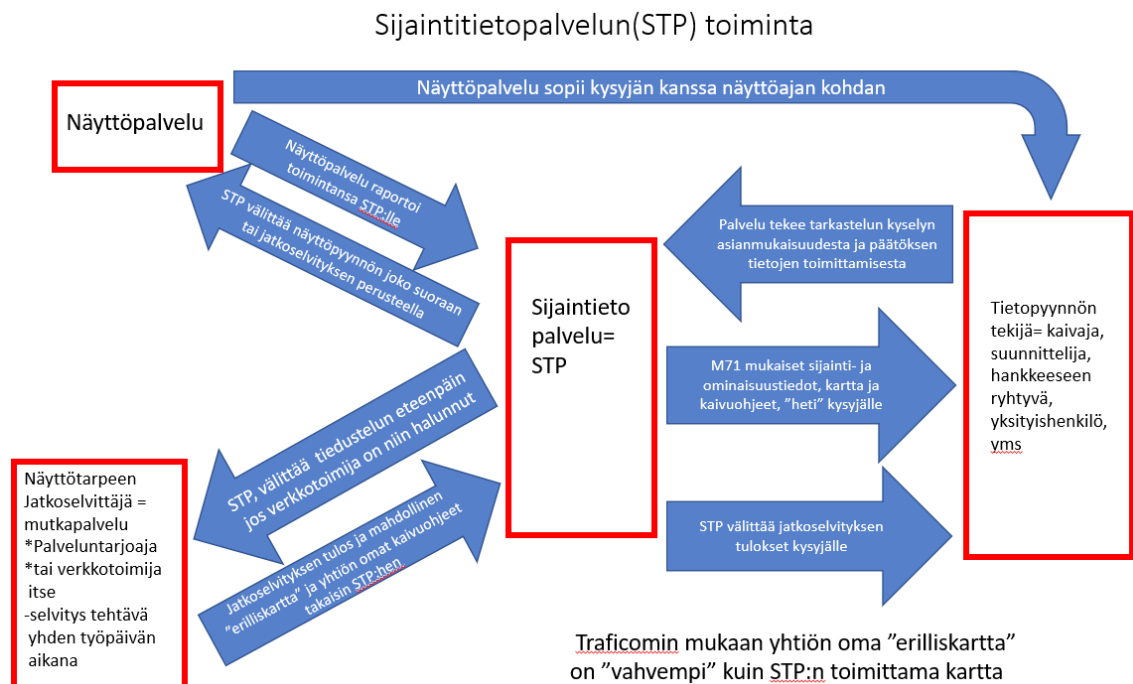 Sijaintitietopalvelun(STP) toiminta
Näyttöpalvelu sopii kysyjän kanssa näyttöajan kohdan
Näyttöpalvelu
Näyttöpalvelu raportoi
toimintansa STP:lle
STP välittää näyttöpyynnön joko suoraan
tai jatkoselvityksen perusteella
Palvelu tekee tarkastelun kyselyn
asianmukaisuudesta ja päätöksen
tietojen toimittamisesta
Sijaintieto
palvelu=
STP
Tietopyynnön
tekijä= kaivaja,
suunnittelija,
hankkeeseen
ryhtyvä,
yksityishenkilö,
yms
M71 mukaiset sijainti- ja
ominaisuustiedot, kartta ja
kaivuohjeet, ”heti” kysyjälle
STP, välittää  tiedustelun eteenpäin
jos verkkotoimija on niin halunnut
Näyttötarpeen
Jatkoselvittäjä =
mutkapalvelu
*Palveluntarjoaja
*tai verkkotoimija
itse
-selvitys tehtävä
yhden työpäivän
aikana
Jatkoselvityksen tulos ja mahdollinen
”erilliskartta” ja yhtiön omat kaivuohjeet
takaisin STP:hen
STP välittää jatkoselvityksen
tulokset kysyjälle
Traficomin mukaan yhtiön oma ”erilliskartta”
on ”vahvempi” kuin STP:n toimittama kartta